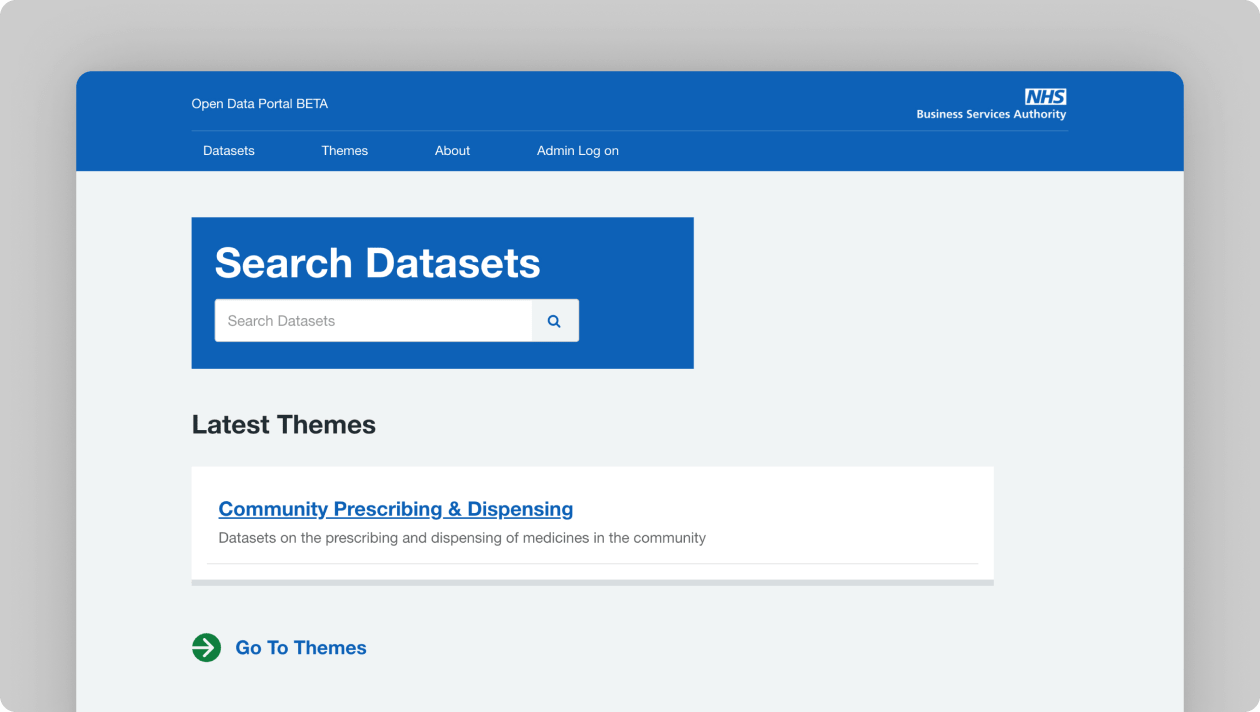 Open Data Portal BETA
NHS
Business Services Authority
Datasets Themes About Admin Log on
Search Datasets
Search Datasets
Latest Themes
Community Prescribing & Dispensing
Datasets on the prescribing and dispensing of medicines in the community
Go To Themes